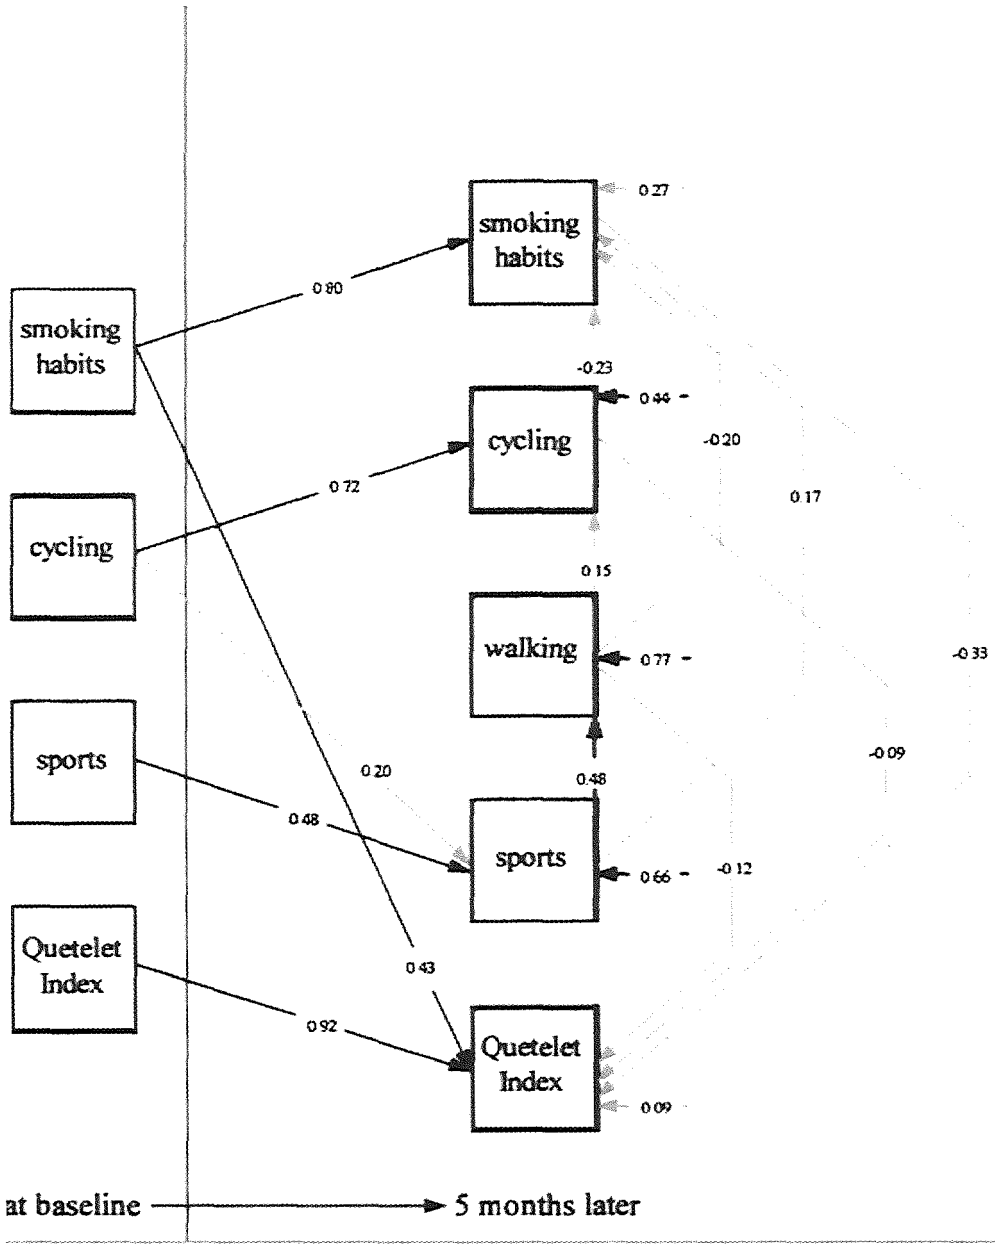 0.27
smoking
habits
0.80
smoking
habits
-0.23
0.44
cycling
-0.20
0.72
0.17
cycling
0.15
walking
0.77
-0.33
sports
-0.09
0.20
0.48
0.48
sports
0.66
-0.12
Quetelet
Index
0.43
0.92
Quetelet
Index
0.09
at baseline
5 months later